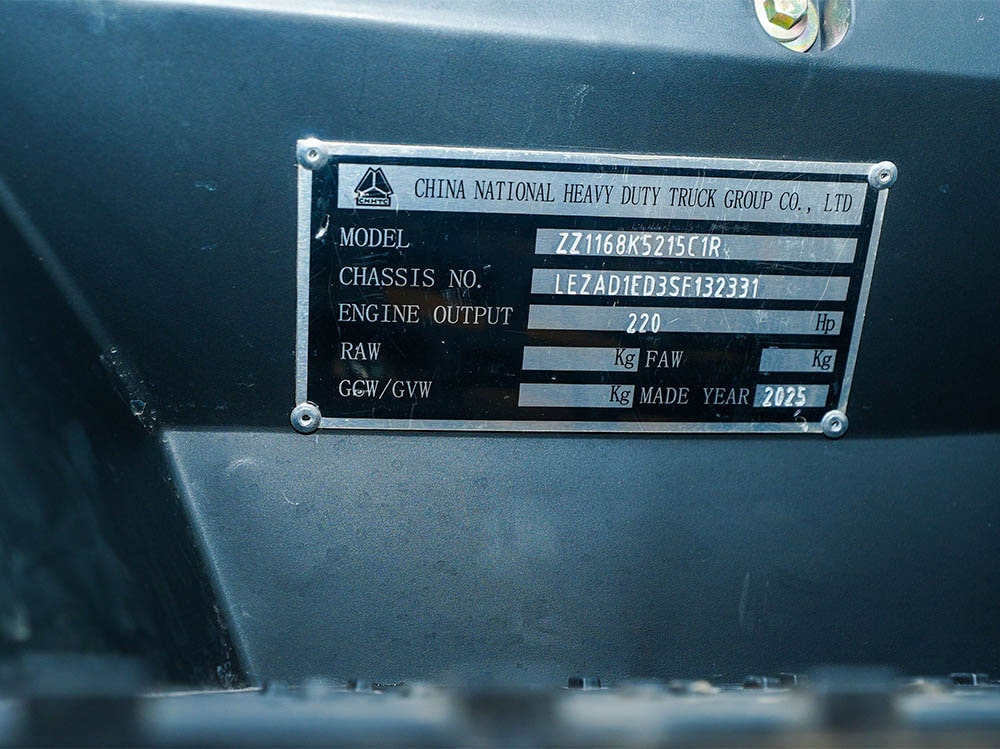 CNHTC
CHINA NATIONAL HEAVY DUTY TRUCK GROUP CO., LTD
MODEL ZZ1168K5215C1R
CHASSIS NO. LEZAD1ED3SF132331
ENGINE OUTPUT 220 Hp
RAW Kg FAW Kg
GCW/GVW Kg MADE YEAR 2025